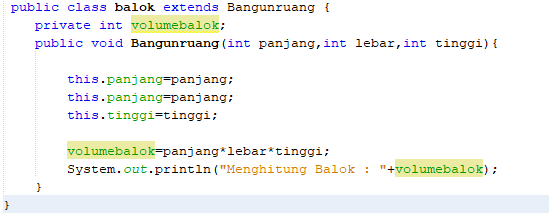 public class balok extends Bangunruang {
private int volumebalok;
public void Bangunruang(int panjang,int lebar,int tinggi){
this.panjang=panjang;
this.panjang=panjang;
this.tinggi=tinggi;
volumebalok=panjang*lebar*tinggi;
System.out.println("Menghitung Balok : "+volumebalok);
}
}